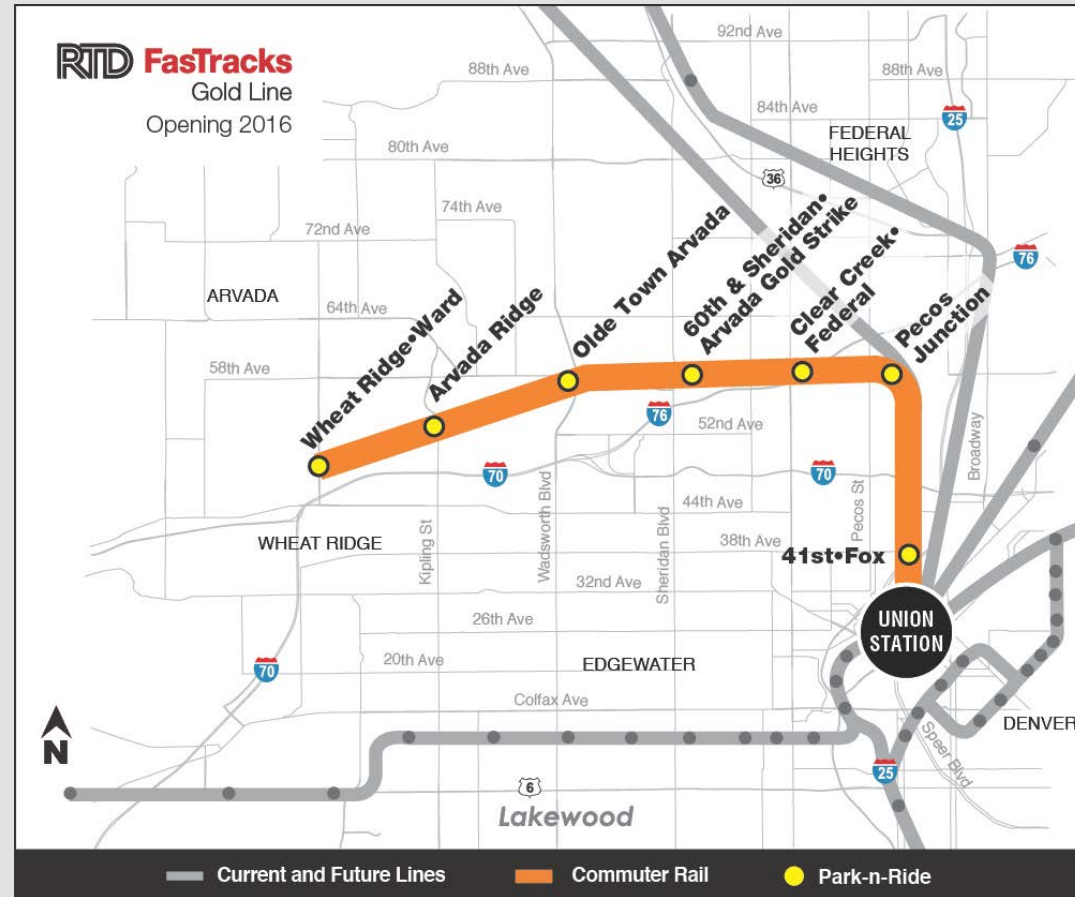 RTD FasTracks
Gold Line
Opening 2016
92nd Ave
88th Ave
88th Ave
84th Ave
25
FEDERAL
HEIGHTS
80th Ave
36
74th Ave
72nd Ave
76
ARVADA
64th Ave
Wheat Ridge•Ward
Arvada Ridge
Olde Town Arvada
60th & Sheridan•
Arvada Gold Strike
Clear Creek•
Federal
Pecos
Junction
58th Ave
76
52nd Ave
70
70
Broadway
44th Ave
Pecos St
WHEAT RIDGE
Kipling St
Wadsworth Blvd
Sheridan Blvd
38th Ave
41st•Fox
32nd Ave
UNION
STATION
26th Ave
20th Ave
EDGEWATER
70
Colfax Ave
N
DENVER
Speer Blvd
25
6
Lakewood
Current and Future Lines
Commuter Rail
Park-n-Ride